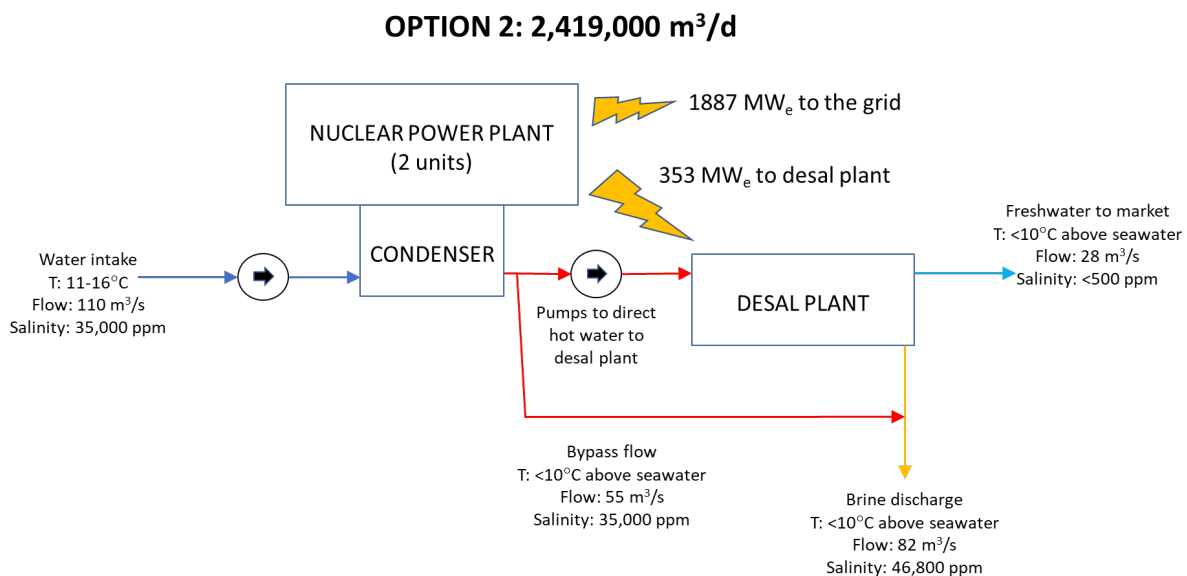 OPTION 2: 2,419,000 m³/d
NUCLEAR POWER PLANT
(2 units)
1887 MWₑ to the grid
353 MWₑ to desal plant
CONDENSER
Water intake
T: 11-16°C
Flow: 110 m³/s
Salinity: 35,000 ppm
Pumps to direct
hot water to
desal plant
DESAL PLANT
Freshwater to market
T: <10°C above seawater
Flow: 28 m³/s
Salinity: <500 ppm
Bypass flow
T: <10°C above seawater
Flow: 55 m³/s
Salinity: 35,000 ppm
Brine discharge
T: <10°C above seawater
Flow: 82 m³/s
Salinity: 46,800 ppm